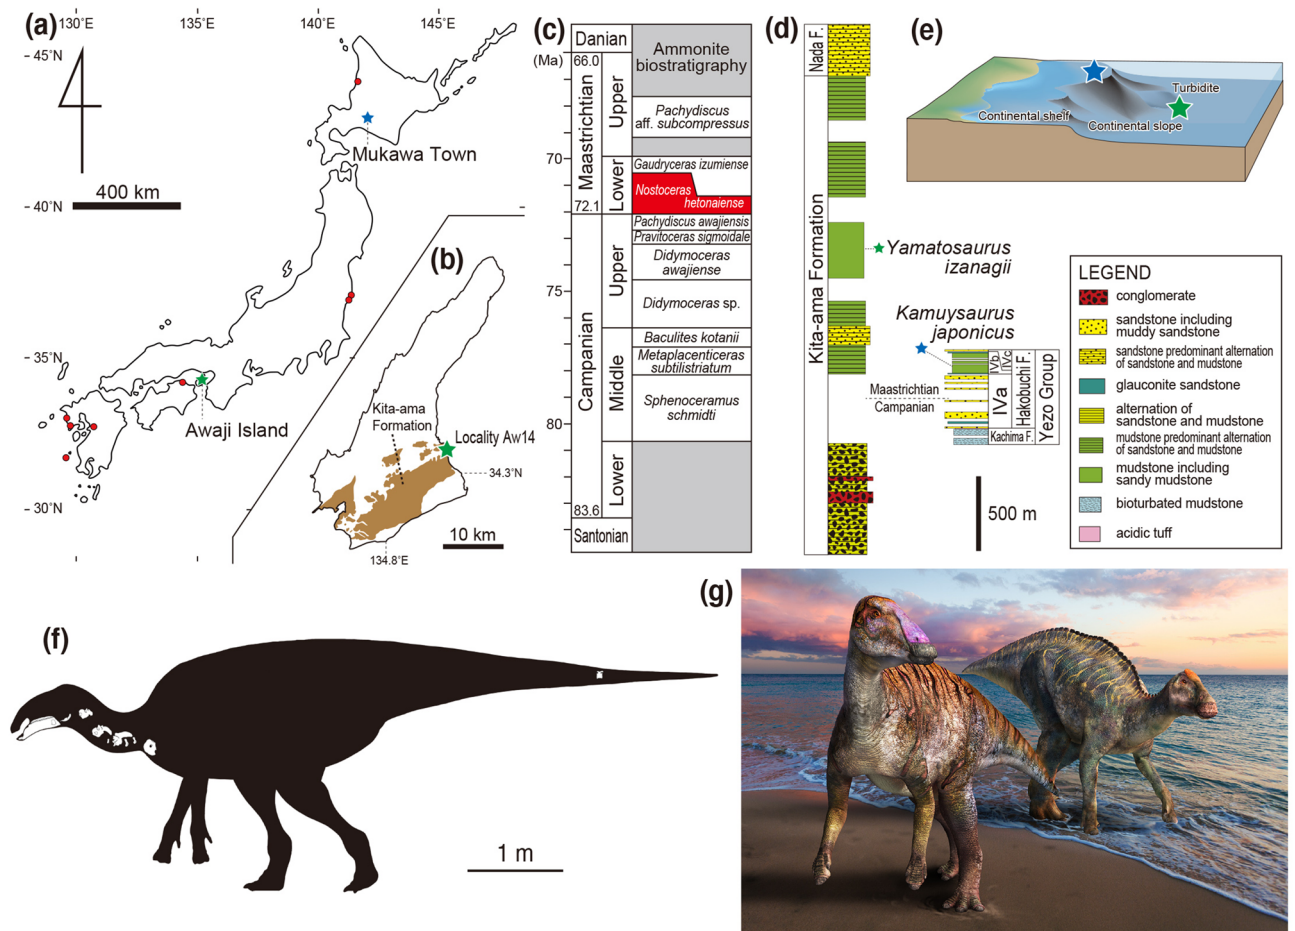 (a)
130°E
135°E
140°E
145°E
45°N
40°N
35°N
30°N
Mukawa Town
400 km
Awaji Island
(b)
Kita-ama
Formation
Locality Aw14
34.3°N
134.8°E
10 km
(c)
Danian
(Ma)
66.0
70
72.1
75
80
83.6
Maastrichtian
Campanian
Santonian
Upper
Lower
Upper
Middle
Lower
Ammonite
biostratigraphy
Pachydiscus
aff. subcompressus
Gaudryceras izumiense
Nostoceras
hetonaiense
Pachydiscus awajiensis
Pravitoceras sigmoidale
Didymoceras
awajiense
Didymoceras sp.
Baculites kotanii
Metaplacenticeras
subtilistriatum
Sphenoceramus
schmidti
(d)
Nada F.
Kita-ama Formation
Yamatosaurus
izanagii
Kamuysaurus
japonicus
Maastrichtian
Campanian
IVb
IVc
IVa
Hakobuchi F.
Kachima F.
Yezo Group
500 m
(e)
Turbidite
Continental shelf
Continental slope
LEGEND
conglomerate
sandstone including
muddy sandstone
sandstone predominant alternation
of sandstone and mudstone
glauconite sandstone
alternation of
sandstone and mudstone
mudstone predominant alternation
of sandstone and mudstone
mudstone including
sandy mudstone
bioturbated mudstone
acidic tuff
(f)
1 m
(g)